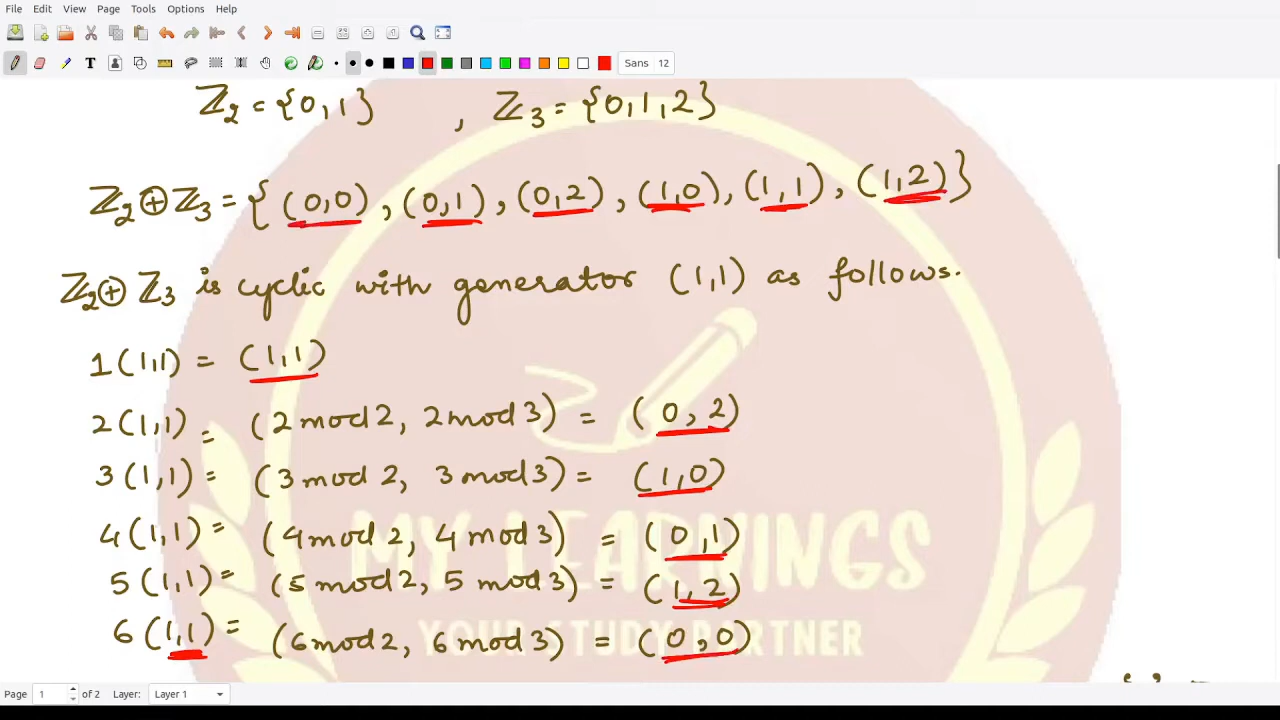 File Edit View Page Tools Options Help
Sans 12
ℤ₂ = {0,1} , ℤ₃ = {0,1,2}
ℤ₂⊕ℤ₃ = {(0,0), (0,1), (0,2), (1,0), (1,1), (1,2)}
ℤ₂⊕ℤ₃ is cyclic with generator (1,1) as follows.
1(1,1) = (1,1)
2(1,1) = (2mod2, 2mod3) = (0,2)
3(1,1) = (3mod2, 3mod3) = (1,0)
4(1,1) = (4mod2, 4mod3) = (0,1)
5(1,1) = (5mod2, 5mod3) = (1,2)
6(1,1) = (6mod2, 6mod3) = (0,0)
MY LEARNINGS
YOUR STUDY PARTNER
Page 1 of 2 Layer: Layer 1